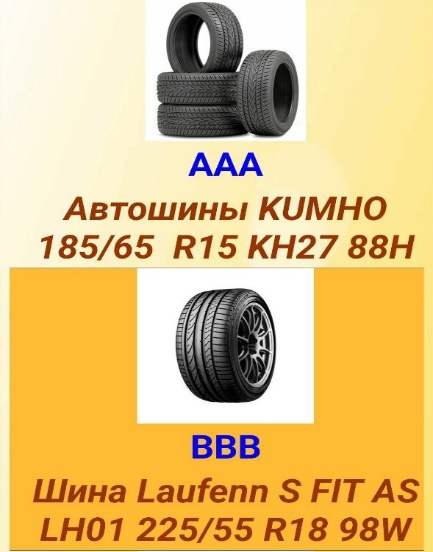 AAA
Автошины KUMHO
185/65 R15 KH27 88H
BBB
Шина Laufenn S FIT AS
LH01 225/55 R18 98W